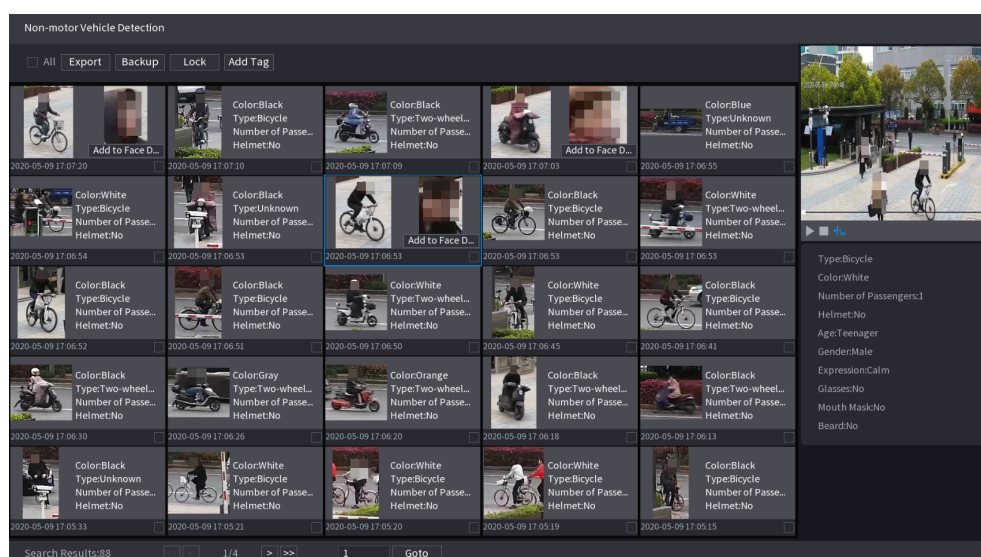 Non-motor Vehicle Detection
All Export Backup Lock Add Tag
Add to Face D...
2020-05-09 17:07:20
Color:Black
Type:Bicycle
Number of Passe...
Helmet:No
2020-05-09 17:07:10
Color:Black
Type:Two-wheel...
Number of Passe...
Helmet:No
2020-05-09 17:07:09
Add to Face D...
2020-05-09 17:07:03
Color:Blue
Type:Unknown
Number of Passe...
Helmet:No
2020-05-09 17:06:55
Color:White
Type:Bicycle
Number of Passe...
Helmet:No
2020-05-09 17:06:54
Color:Black
Type:Unknown
Number of Passe...
Helmet:No
2020-05-09 17:06:53
Add to Face D...
2020-05-09 17:06:53
Color:Black
Type:Bicycle
Number of Passe...
Helmet:No
2020-05-09 17:06:53
Color:White
Type:Two-wheel...
Number of Passe...
Helmet:No
2020-05-09 17:06:53
Color:Black
Type:Bicycle
Number of Passe...
Helmet:No
2020-05-09 17:06:52
Color:Black
Type:Bicycle
Number of Passe...
Helmet:No
2020-05-09 17:06:51
Color:White
Type:Two-wheel...
Number of Passe...
Helmet:No
2020-05-09 17:06:50
Color:White
Type:Bicycle
Number of Passe...
Helmet:No
2020-05-09 17:06:45
Color:Black
Type:Bicycle
Number of Passe...
Helmet:No
2020-05-09 17:06:41
Color:Black
Type:Two-wheel...
Number of Passe...
Helmet:No
2020-05-09 17:06:30
Color:Gray
Type:Two-wheel...
Number of Passe...
Helmet:No
2020-05-09 17:06:26
Color:Orange
Type:Two-wheel...
Number of Passe...
Helmet:No
2020-05-09 17:06:20
Color:Black
Type:Two-wheel...
Number of Passe...
Helmet:No
2020-05-09 17:06:18
Color:Black
Type:Two-wheel...
Number of Passe...
Helmet:No
2020-05-09 17:06:13
Color:Black
Type:Unknown
Number of Passe...
Helmet:No
2020-05-09 17:05:33
Color:White
Type:Bicycle
Number of Passe...
Helmet:No
2020-05-09 17:05:21
Color:White
Type:Bicycle
Number of Passe...
Helmet:No
2020-05-09 17:05:20
Color:White
Type:Bicycle
Number of Passe...
Helmet:No
2020-05-09 17:05:19
Color:Black
Type:Bicycle
Number of Passe...
Helmet:No
2020-05-09 17:05:15
Type:Bicycle
Color:White
Number of Passengers:1
Helmet:No
Age:Teenager
Gender:Male
Expression:Calm
Glasses:No
Mouth Mask:No
Beard:No
Search Results:88 1/4 > >> 1 Goto